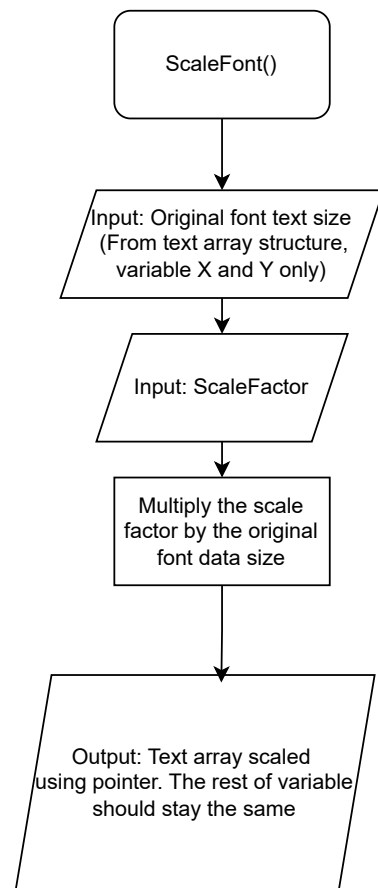 ScaleFont()
Input: Original font text size
(From text array structure,
variable X and Y only)
Input: ScaleFactor
Multiply the scale
factor by the original
font data size
Output: Text array scaled
using pointer. The rest of variable
should stay the same